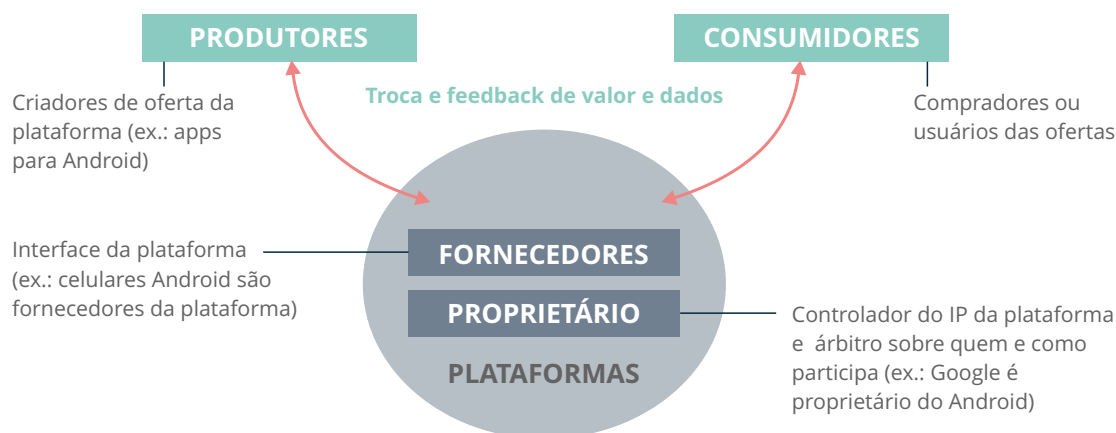 PRODUTORES
CONSUMIDORES
Troca e feedback de valor e dados
Criadores de oferta da
plataforma (ex.: apps
para Android)
Compradores ou
usuários das ofertas
Interface da plataforma
(ex.: celulares Android são
fornecedores da plataforma)
FORNECEDORES
PROPRIETÁRIO
PLATAFORMAS
Controlador do IP da plataforma
e árbitro sobre quem e como
participa (ex.: Google é
proprietário do Android)